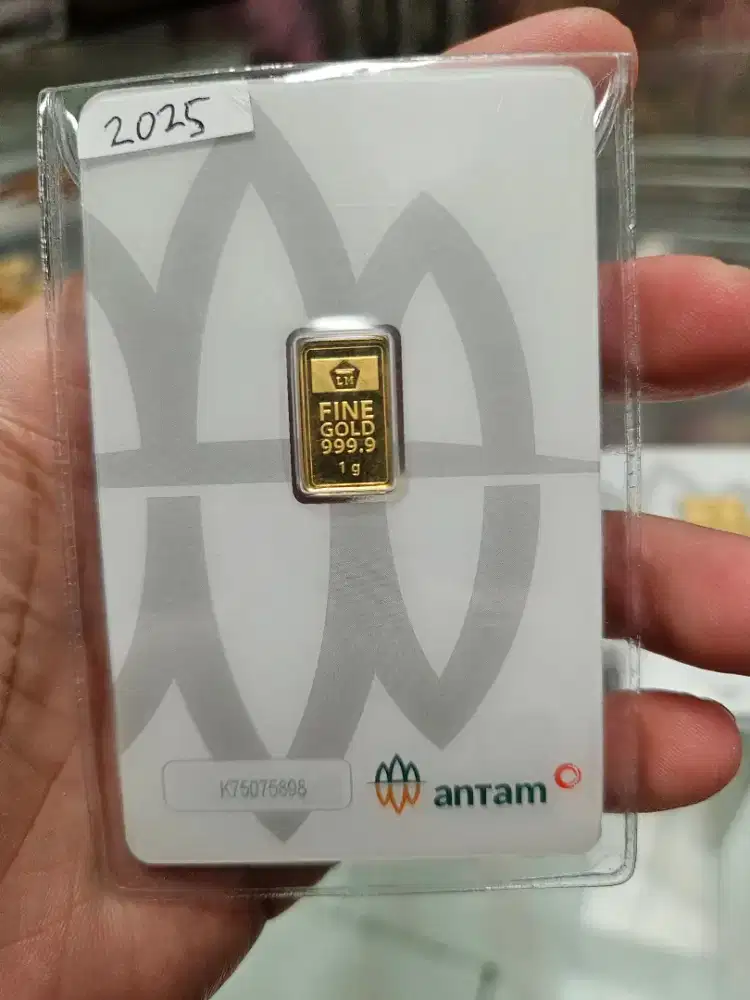 2025
LM
FINE
GOLD
999.9
1 g
K75075898
antam